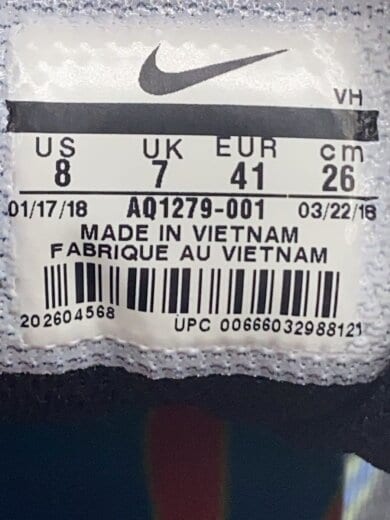 VH
US UK EUR cm
8 7 41 26
01/17/18 AQ1279-001 03/22/18
MADE IN VIETNAM
FABRIQUE AU VIETNAM
202604568
UPC 00666032988121